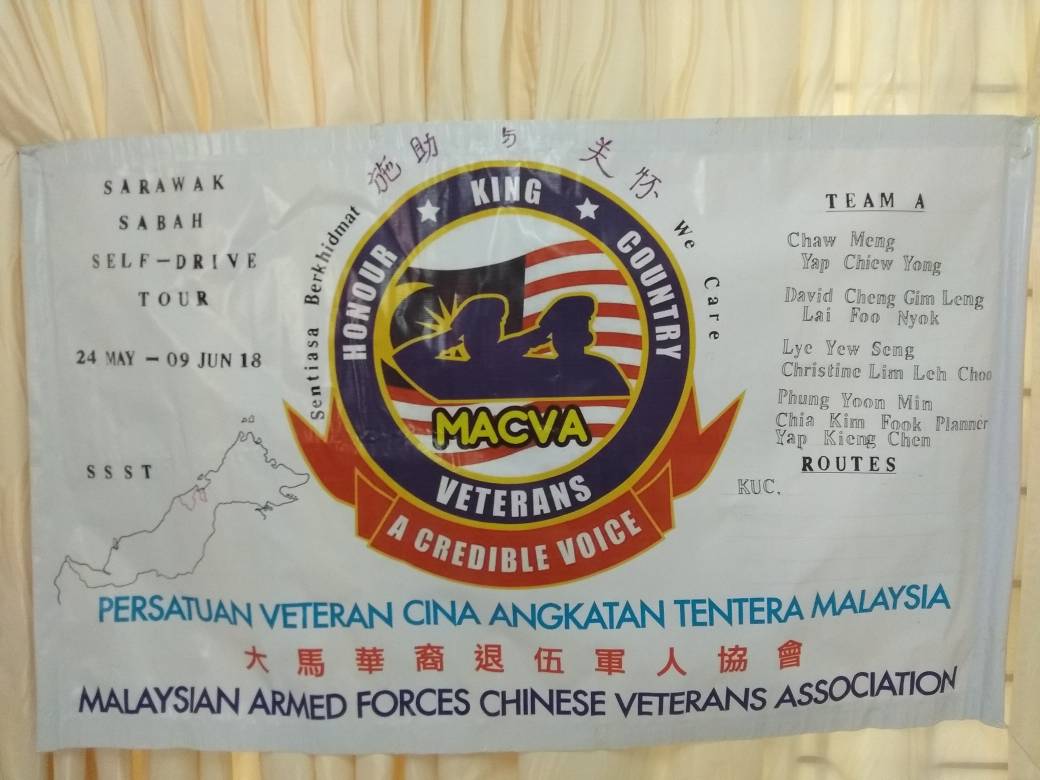 施助 与 关怀
Sentiasa Berkhidmat
We Care
SARAWAK
SABAH
SELF-DRIVE
TOUR
24 MAY - 09 JUN 18
SSST
HONOUR KING COUNTRY
MACVA
VETERANS
A CREDIBLE VOICE
TEAM A
Chaw Meng
Yap Chiew Yong
David Cheng Gim Leng
Lai Foo Nyok
Lye Yew Seng
Christine Lim Leh Choo
Phung Yoon Min
Chia Kim Fook Planner
Yap Kieng Chen
ROUTES
KUC.
PERSATUAN VETERAN CINA ANGKATAN TENTERA MALAYSIA
大馬華裔退伍軍人協會
MALAYSIAN ARMED FORCES CHINESE VETERANS ASSOCIATION